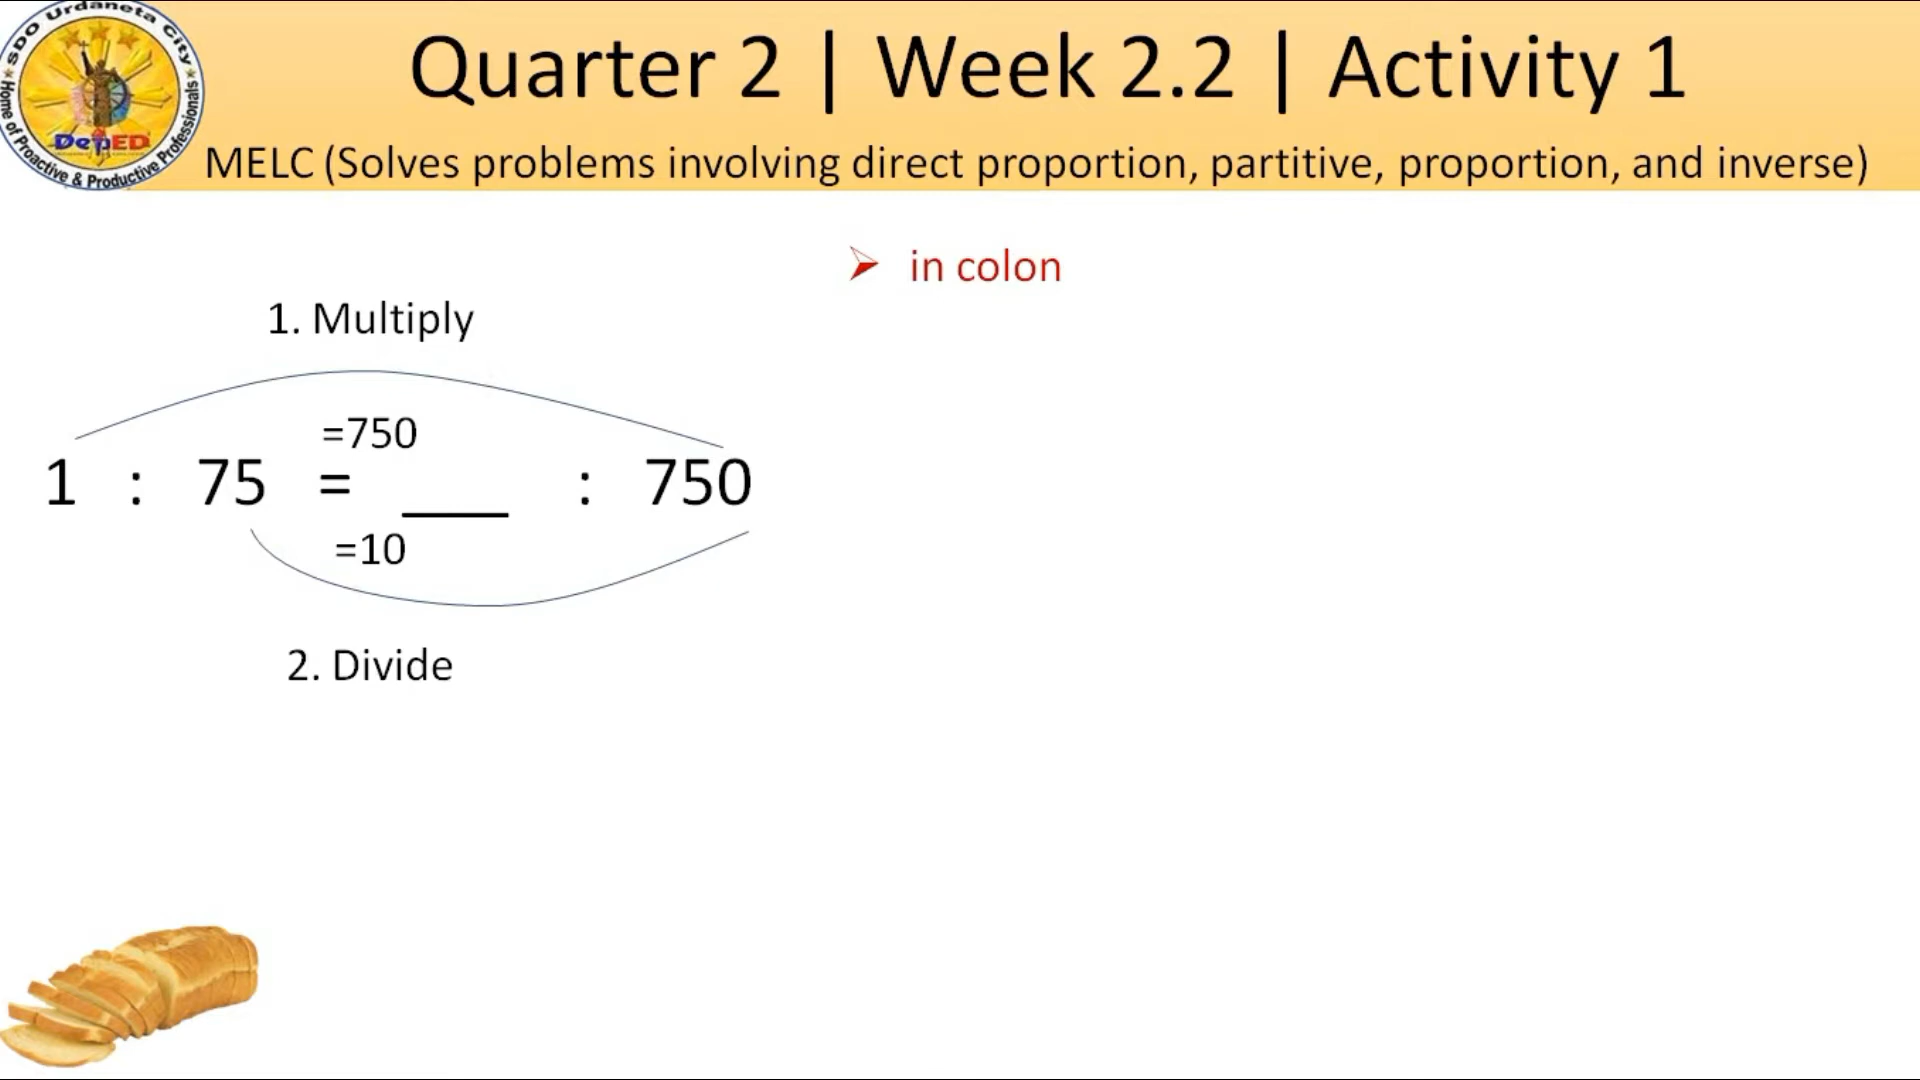 SDO Urdaneta City
Home of Proactive & Productive Professionals
DepED
Quarter 2 | Week 2.2 | Activity 1
MELC (Solves problems involving direct proportion, partitive, proportion, and inverse)
➢ in colon
1. Multiply
=750
1 : 75 = ___ : 750
=10
2. Divide